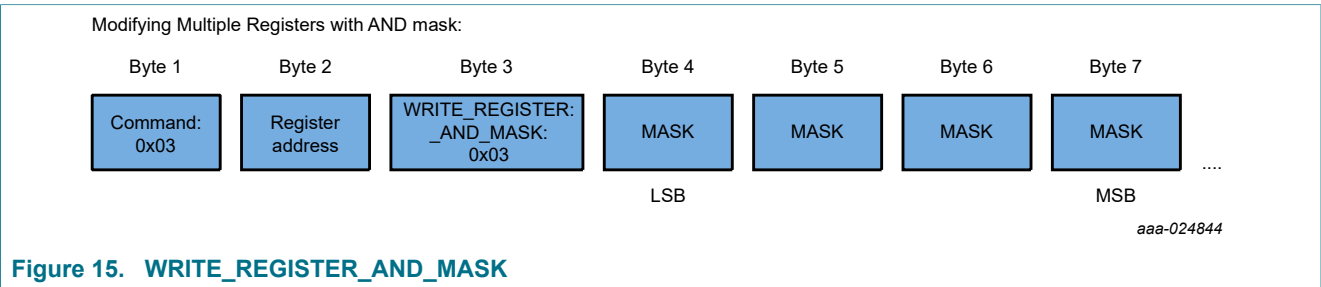 Modifying Multiple Registers with AND mask:
Byte 1 Byte 2 Byte 3 Byte 4 Byte 5 Byte 6 Byte 7
Command:
0x03
Register
address
WRITE_REGISTER:
_AND_MASK:
0x03
MASK
MASK
MASK
MASK
....
LSB MSB
aaa-024844
Figure 15. WRITE_REGISTER_AND_MASK